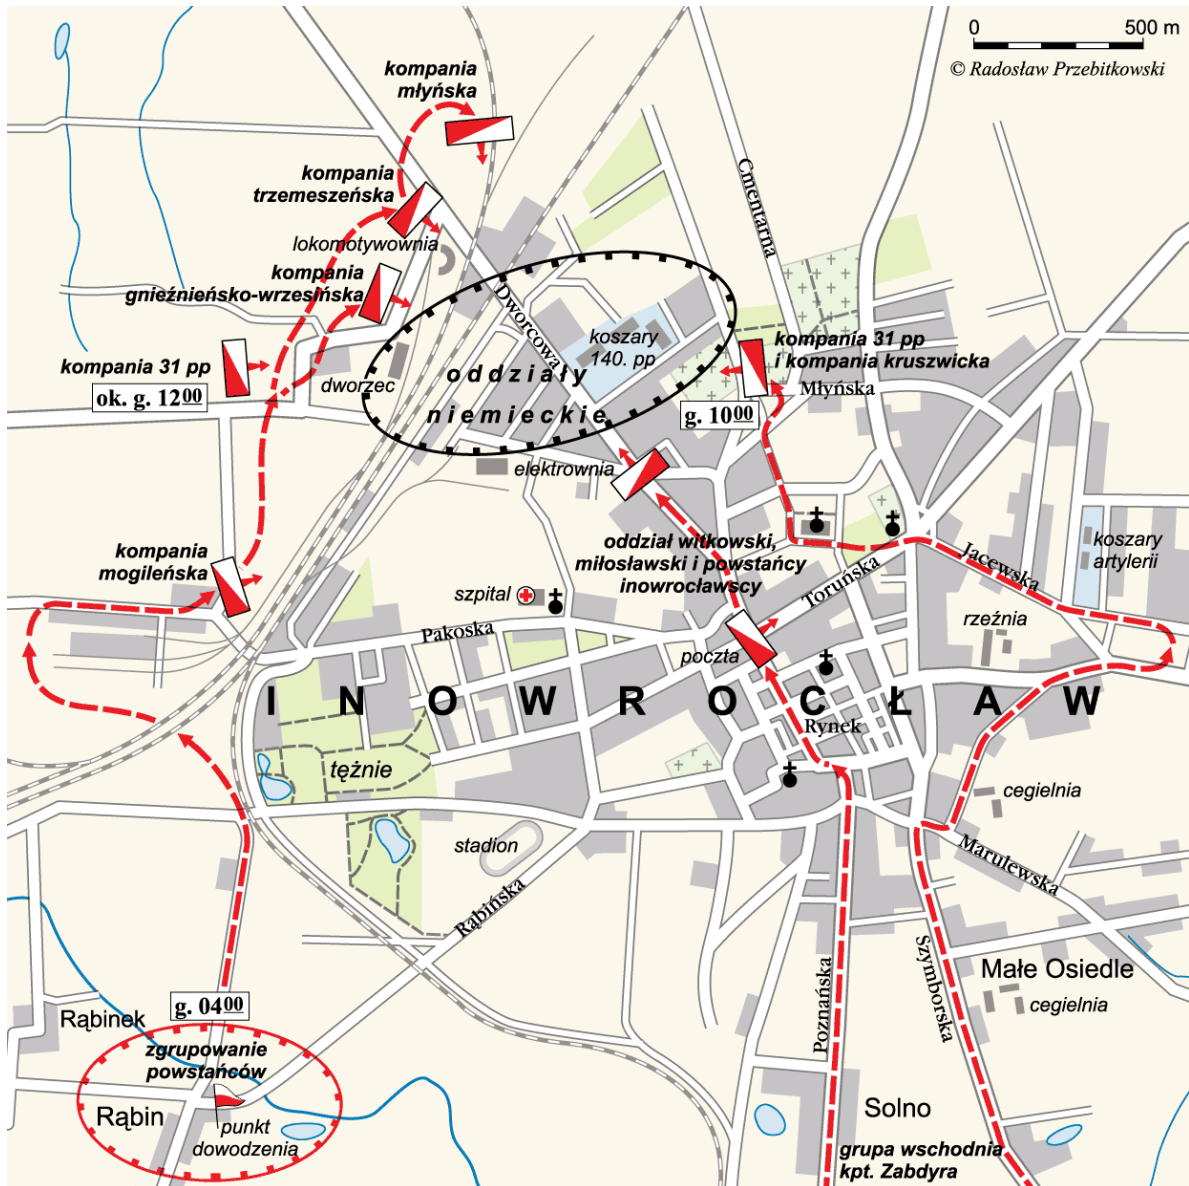 0 500 m
© Radosław Przebitkowski
kompania
młyńska
kompania
trzemeszeńska
lokomotywownia
kompania
gnieźnieńsko-wrzesińska
kompania 31 pp
ok. g. 1200
dworzec
Dworcowa
koszary
140. pp
oddziały
niemieckie
Cmentarna
kompania 31 pp
i kompania kruszwicka
Młyńska
g. 1000
elektrownia
kompania
mogileńska
oddział witkowski,
miłosławski i powstańcy
inowrocławscy
Toruńska
Jacewska
koszary
artylerii
rzeźnia
szpital
Pakoska
poczta
INOWROCŁAW
Rynek
tężnie
cegielnia
stadion
Marulewska
Rąbińska
Poznańska
Szymborska
Małe Osiedle
cegielnia
g. 0400
Rąbinek
zgrupowanie
powstańców
Rąbin
punkt
dowodzenia
Solno
grupa wschodnia
kpt. Zabdyra